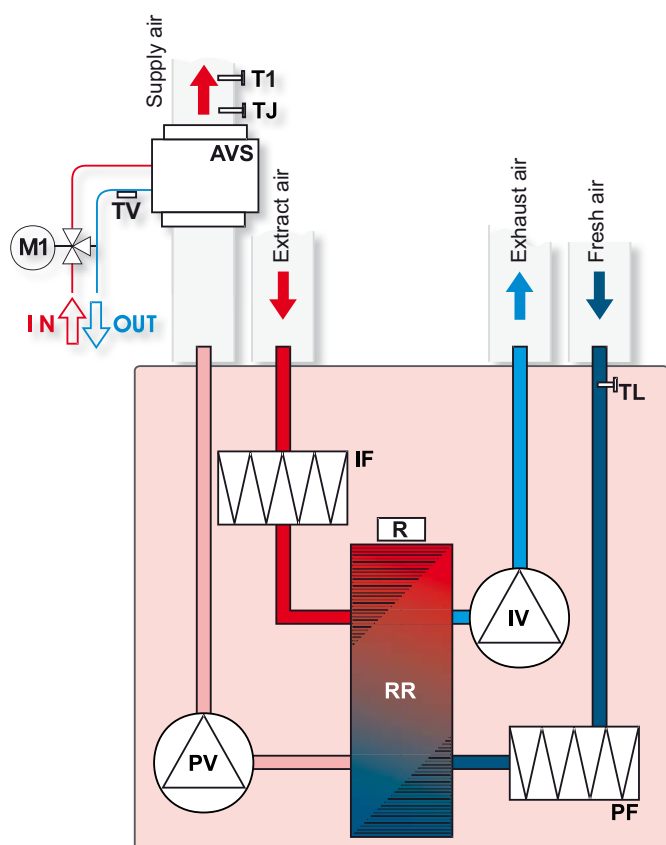 Supply air
T1
TJ
AVS
TV
M1
IN
OUT
Extract air
Exhaust air
Fresh air
TL
IF
R
IV
RR
PV
PF